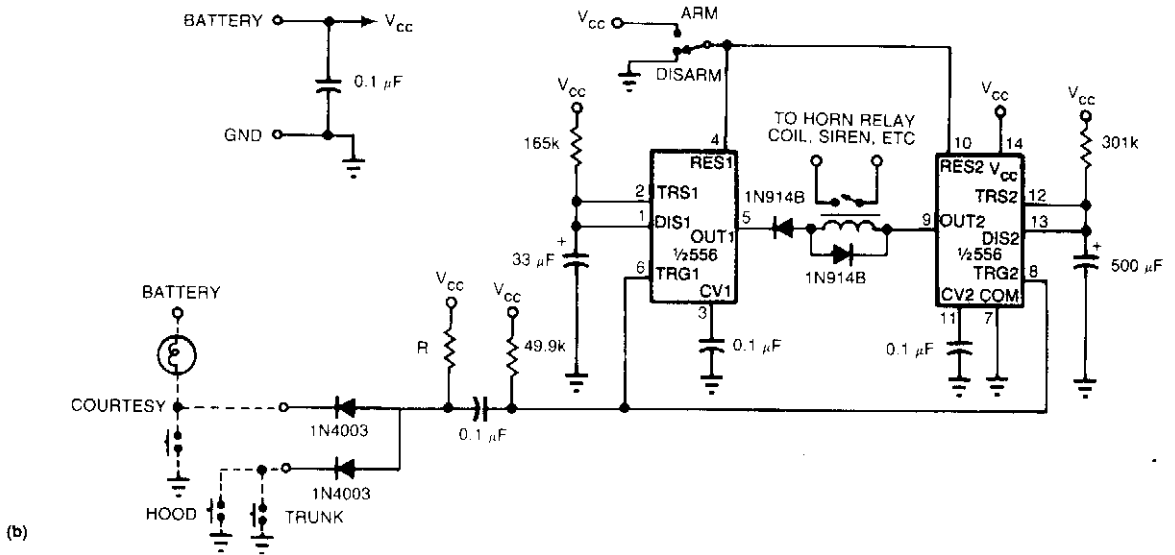 BATTERY
Vcc
0.1 µF
GND
Vcc
ARM
DISARM
Vcc
165k
TO HORN RELAY
COIL, SIREN, ETC
Vcc
Vcc
301k
4
RES1
2
TRS1
1
DIS1
OUT1
5
½556
6
TRG1
CV1
3
33 µF
+
0.1 µF
1N914B
1N914B
10
14
RES2
Vcc
TRS2
12
9
OUT2
DIS2
13
½556
TRG2
8
CV2
COM
11
7
0.1 µF
+
500 µF
BATTERY
COURTESY
Vcc
R
Vcc
49.9k
1N4003
0.1 µF
1N4003
HOOD
TRUNK
(b)